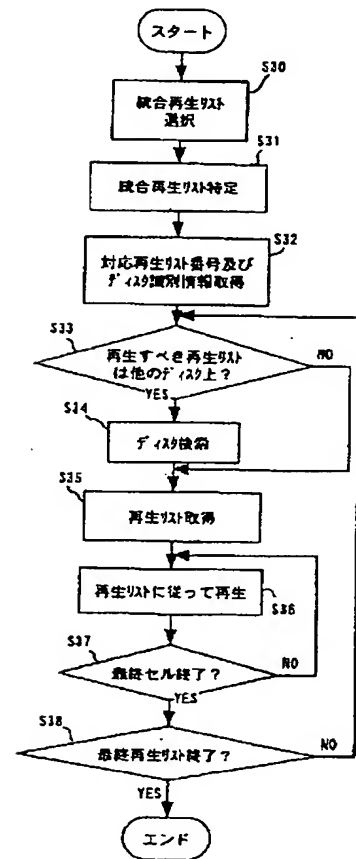 スタート
S30
統合再生リスト
選択
S31
統合再生リスト特定
S32
対応再生リスト番号及び
ディスク識別情報取得
S33
再生すべき再生リスト
は他のディスク上?
NO
YES
S34
ディスク検索
S35
再生リスト取得
再生リストに従って再生
S36
S37
最終セル終了?
NO
YES
S38
最終再生リスト終了?
NO
YES
エンド